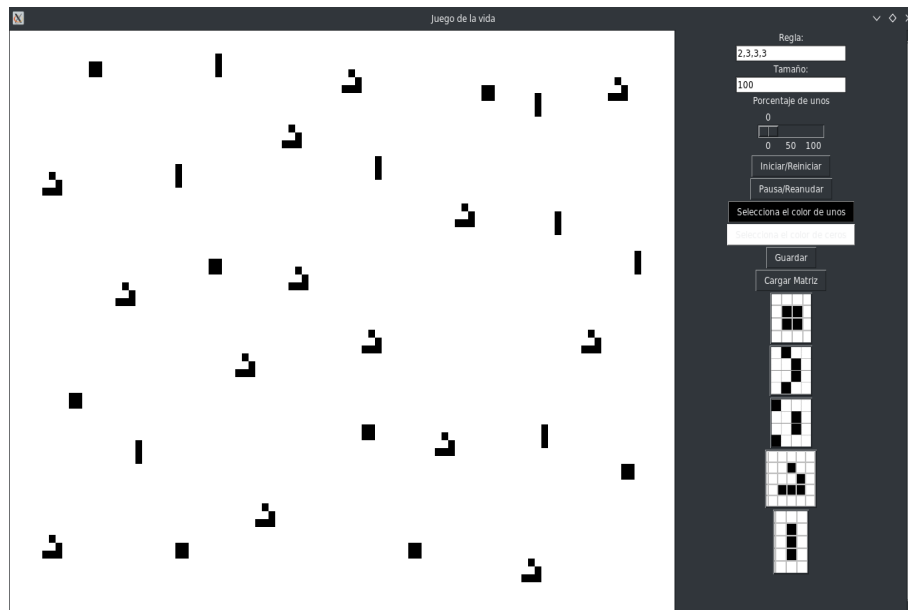 Juego de la vida
Regla:
2,3,3,3
Tamaño:
100
Porcentaje de unos
0
0 50 100
Iniciar/Reiniciar
Pausa/Reanudar
Selecciona el color de unos
Selecciona el color de ceros
Guardar
Cargar Matriz